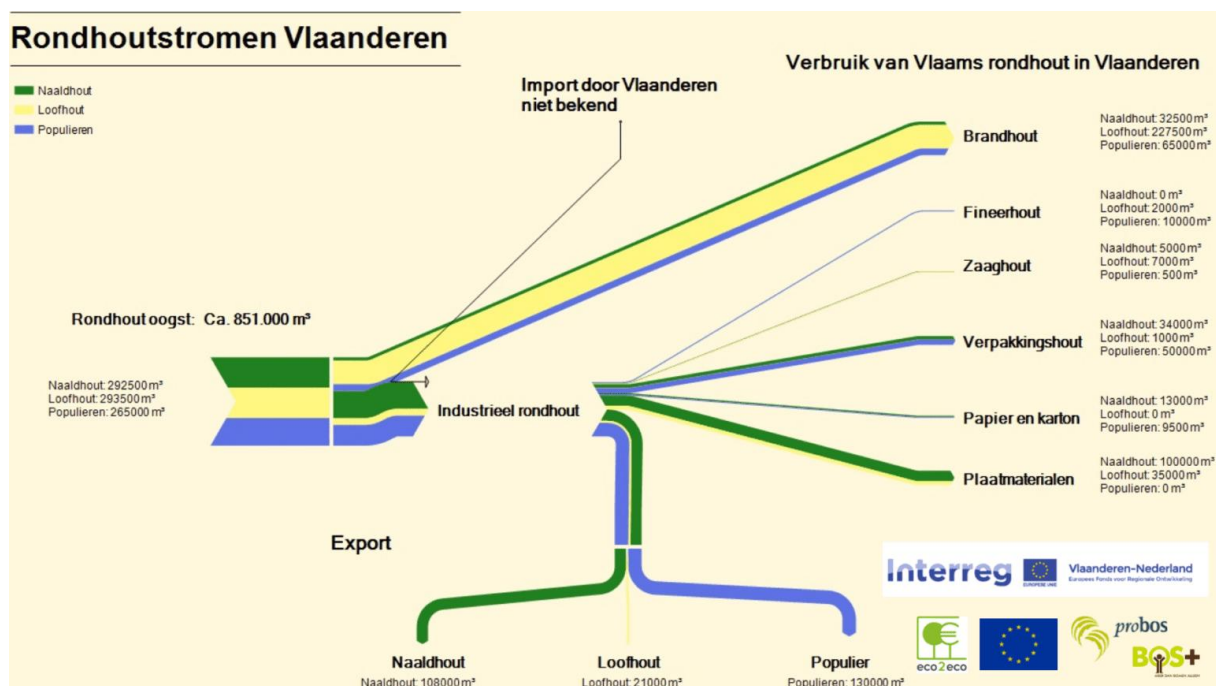 Rondhoutstromen Vlaanderen
Naaldhout
Loofhout
Populieren
Import door Vlaanderen
niet bekend
Verbruik van Vlaams rondhout in Vlaanderen
Brandhout
Naaldhout: 32500 m³
Loofhout: 227500 m³
Populieren: 65000 m³
Fineerhout
Naaldhout: 0 m³
Loofhout: 2000 m³
Populieren: 10000 m³
Zaaghout
Naaldhout: 5000 m³
Loofhout: 7000 m³
Populieren: 500 m³
Verpakkingshout
Naaldhout: 34000 m³
Loofhout: 1000 m³
Populieren: 50000 m³
Papier en karton
Naaldhout: 13000 m³
Loofhout: 0 m³
Populieren: 9500 m³
Plaatmaterialen
Naaldhout: 100000 m³
Loofhout: 35000 m³
Populieren: 0 m³
Rondhout oogst: Ca. 851.000 m³
Naaldhout: 292500 m³
Loofhout: 293500 m³
Populieren: 265000 m³
Industrieel rondhout
Export
Naaldhout
Naaldhout: 108000 m³
Loofhout
Loofhout: 21000 m³
Populier
Populieren: 130000 m³
Interreg
EUROPESE UNIE
Vlaanderen-Nederland
Europees Fonds voor Regionale Ontwikkeling
eco2eco
probos
BOS+